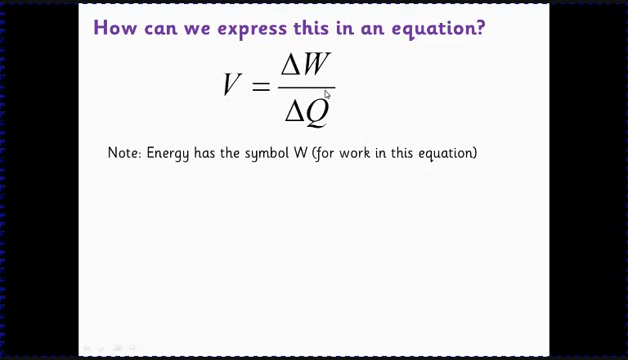 How can we express this in an equation?
V = ΔW / ΔQ
Note: Energy has the symbol W (for work in this equation)